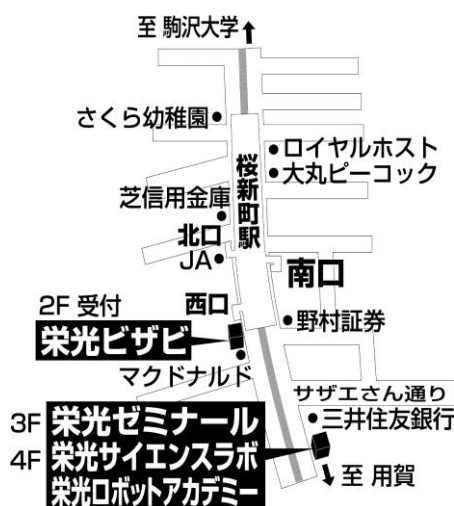 至 駒沢大学
さくら幼稚園
ロイヤルホスト
大丸ピーコック
桜新町駅
芝信用金庫
北口
JA
南口
西口
2F 受付
栄光ビザビ
野村証券
マクドナルド
サザエさん通り
三井住友銀行
3F 栄光ゼミナール
4F 栄光サイエンスラボ
栄光ロボットアカデミー
至 用賀